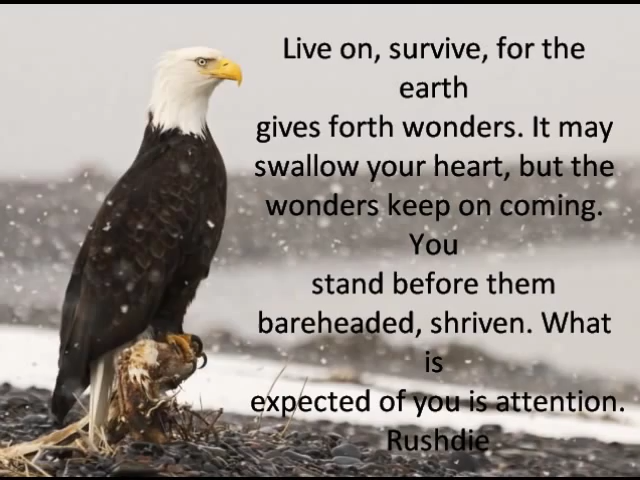 Live on, survive, for the
earth
gives forth wonders. It may
swallow your heart, but the
wonders keep on coming.
You
stand before them
bareheaded, shriven. What
is
expected of you is attention.
Rushdie